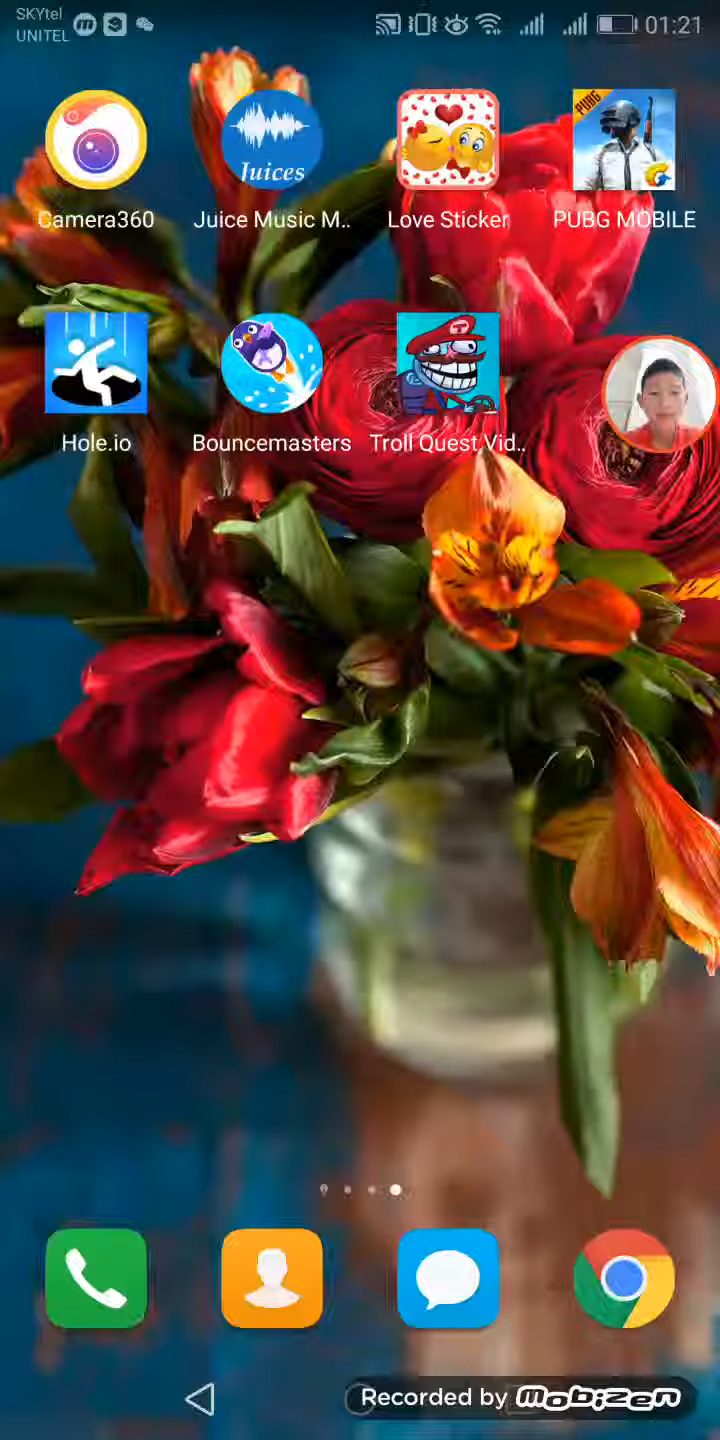 SKYtel
UNITEL
01:21
Juices
PUBG
Camera360
Juice Music M..
Love Sticker
PUBG MOBILE
T
Hole.io
Bouncemasters
Troll Quest Vid..
Recorded by mobizen